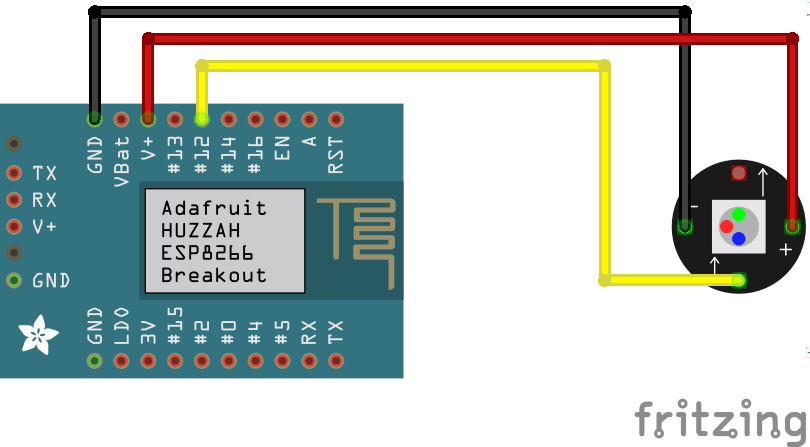 GND VBat V+ #13 #12 #14 #16 EN A RST
TX
RX
V+
GND
Adafruit
HUZZAH
ESP8266
Breakout
GND LDO 3V #15 #2 #0 #4 #5 RX TX
-
+
fritzing